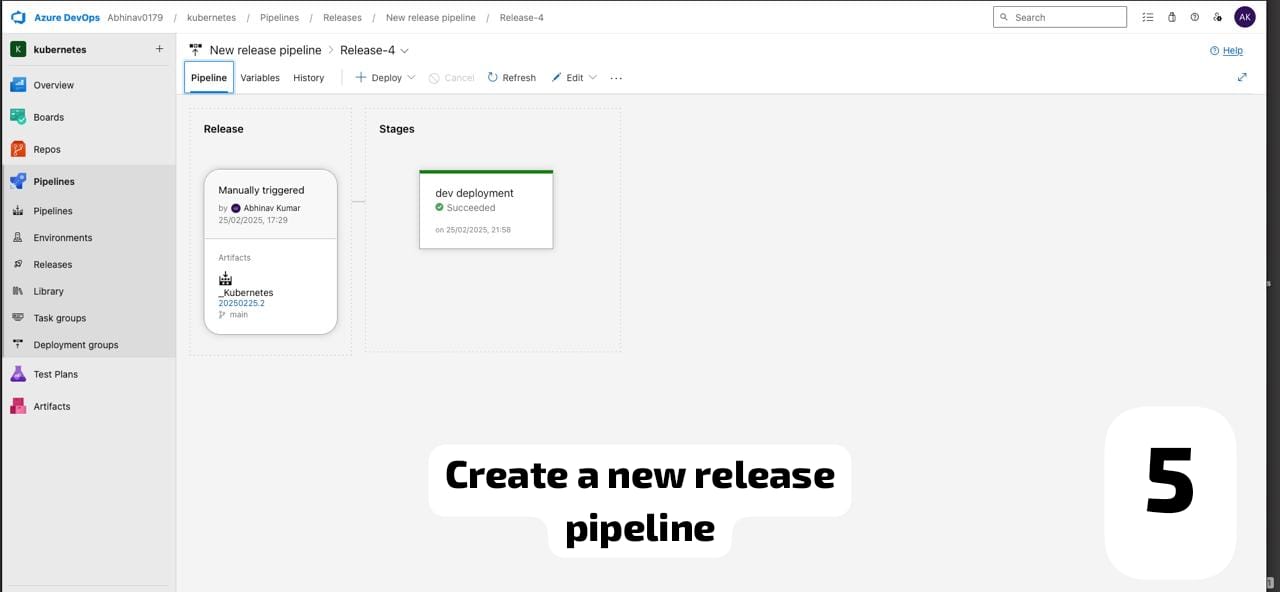 Azure DevOps Abhinav0179 / kubernetes / Pipelines / Releases / New release pipeline / Release-4
Search
AK
K kubernetes +
New release pipeline > Release-4
Help
Pipeline Variables History
Deploy Cancel Refresh Edit ...
Overview
Boards
Repos
Pipelines
Pipelines
Environments
Releases
Library
Task groups
Deployment groups
Test Plans
Artifacts
Release
Manually triggered
by Abhinav Kumar
25/02/2025, 17:29
Artifacts
_Kubernetes
20250225.2
main
Stages
dev deployment
Succeeded
on 25/02/2025, 21:58
Create a new release
pipeline
5